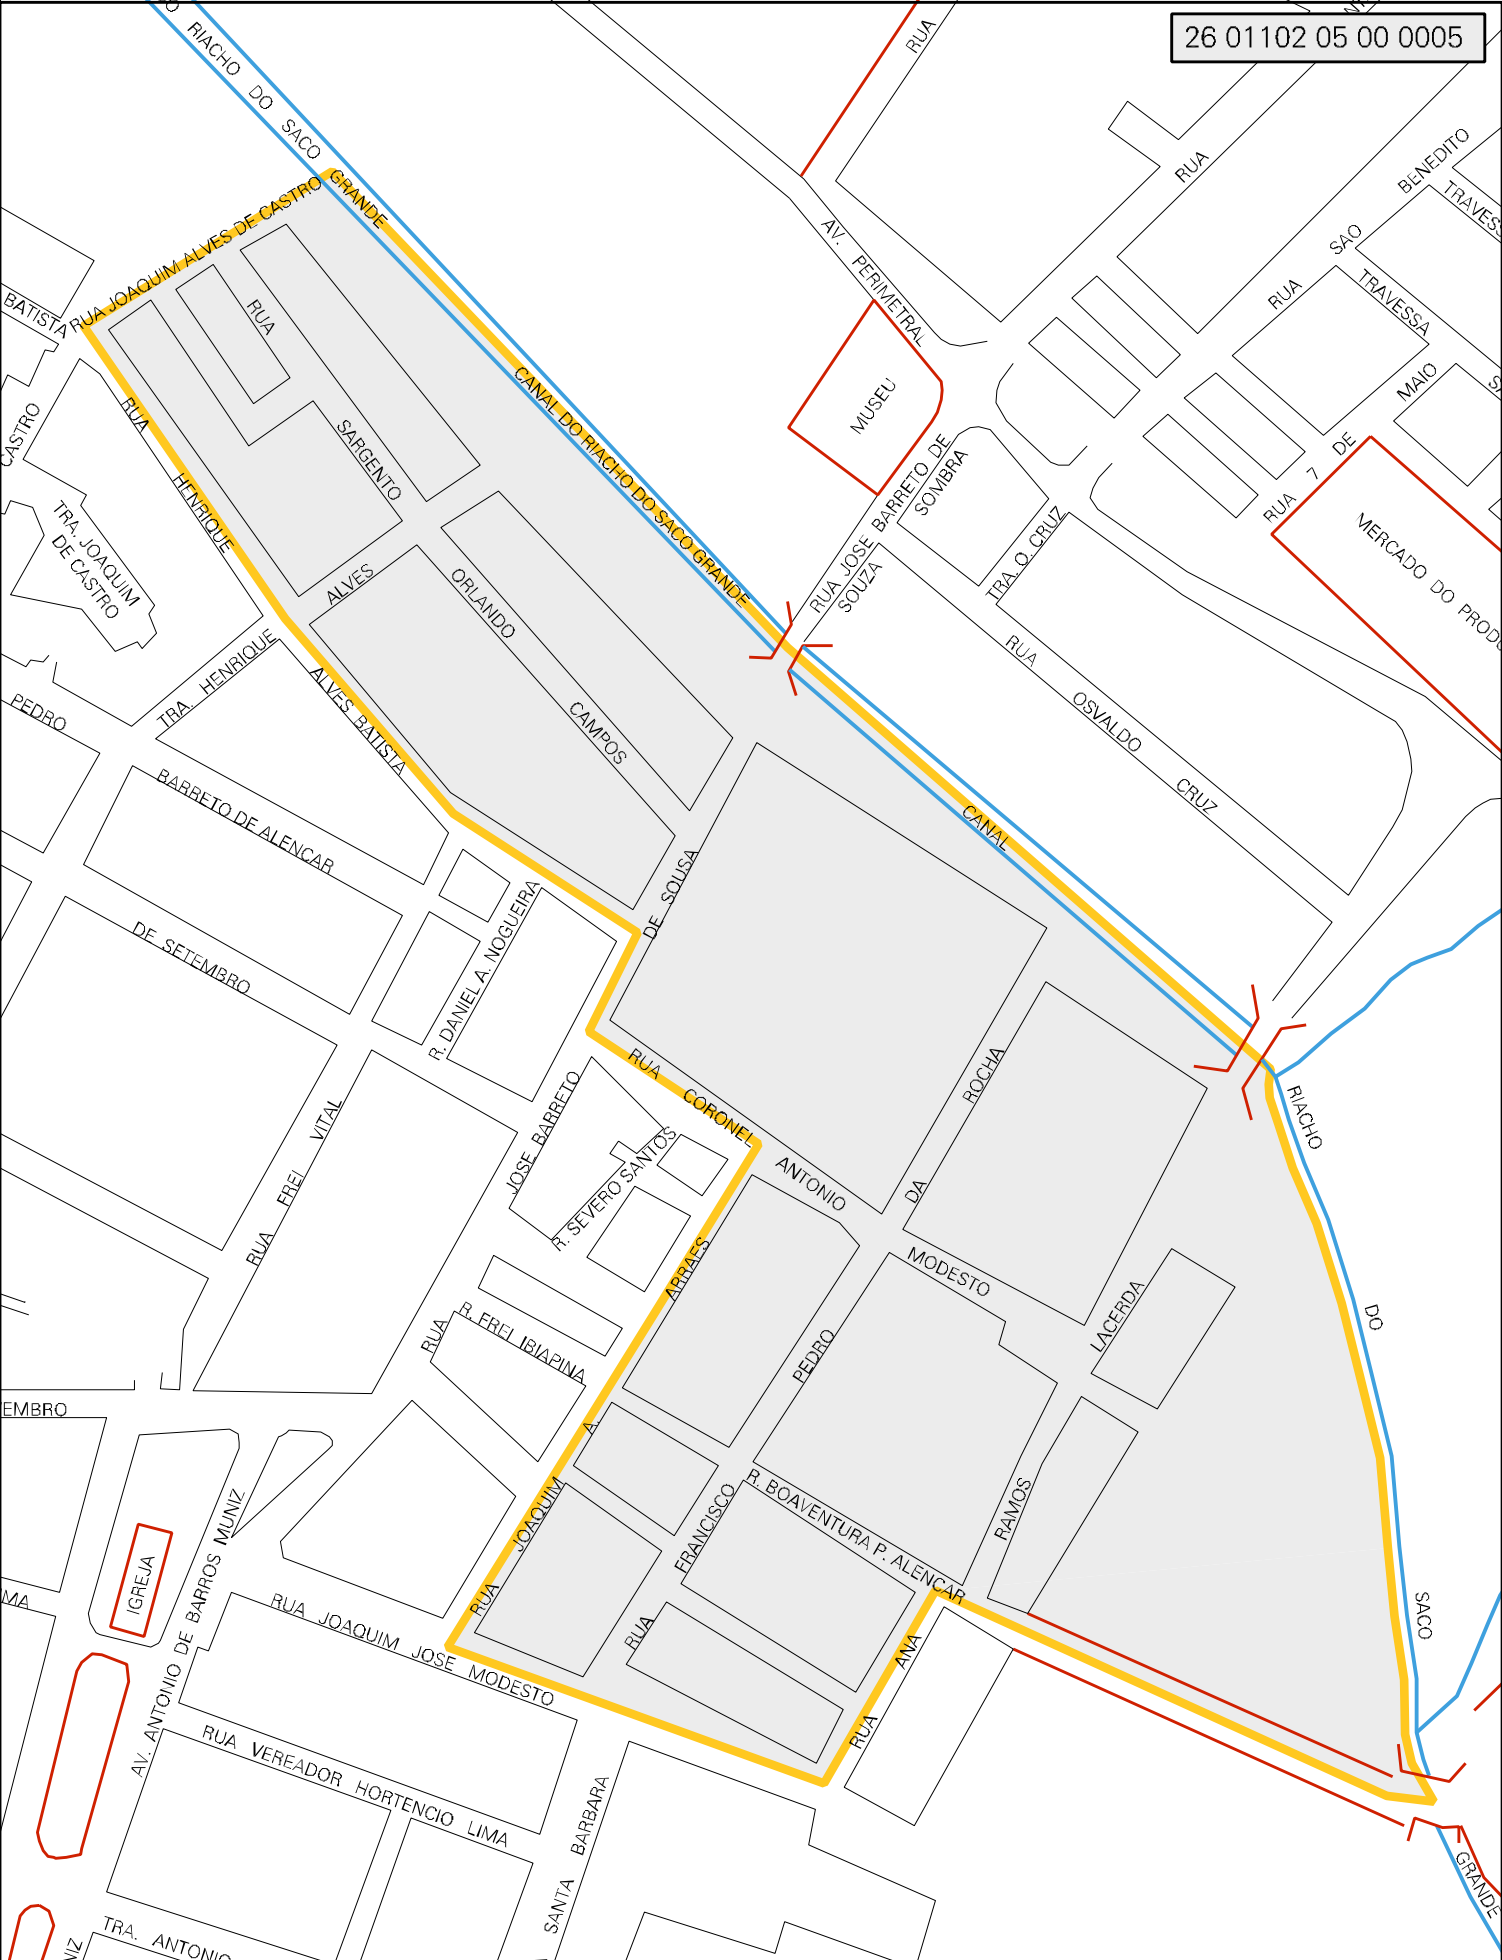 26 01102 05 00 0005
RIACHO DO SACO GRANDE
RUA
RUA
BENEDITO
SAO
RUA
TRAVESSA
AV. PERIMETRAL
RUA JOAQUIM ALVES DE CASTRO
BATISTA
RUA
CANAL DO RIACHO DO SACO GRANDE
MUSEU
MAIO
DE
7
RUA
MERCADO DO PRODU
CASTRO
RUA HENRIQUE
SARGENTO
RUA JOSE BARRETO DE
SOUZA
SOMBRA
TRA. O. CRUZ
TRA. JOAQUIM
DE CASTRO
ALVES
ORLANDO
CAMPOS
TRA. HENRIQUE
ALVES BATISTA
RUA OSVALDO CRUZ
PEDRO
BARRETO DE ALENCAR
CANAL
DE SOUSA
DE SETEMBRO
R. DANIEL A. NOGUEIRA
RUA CORONEL
ANTONIO
MODESTO
ROCHA
DA
PEDRO
FRANCISCO
RUA
RIACHO
DO
SACO
GRANDE
RUA FREI VITAL
JOSE BARRETO
RUA
R. SEVERO SANTOS
ARRAES
A.
JOAQUIM
RUA
R. FREI IBIAPINA
LACERDA
RAMOS
ANA
RUA
R. BOAVENTURA P. ALENCAR
EMBRO
IGREJA
IMA
AV. ANTONIO DE BARROS MUNIZ
RUA JOAQUIM JOSE MODESTO
RUA VEREADOR HORTENCIO LIMA
SANTA BARBARA
TRA. ANTONIO
NIZ